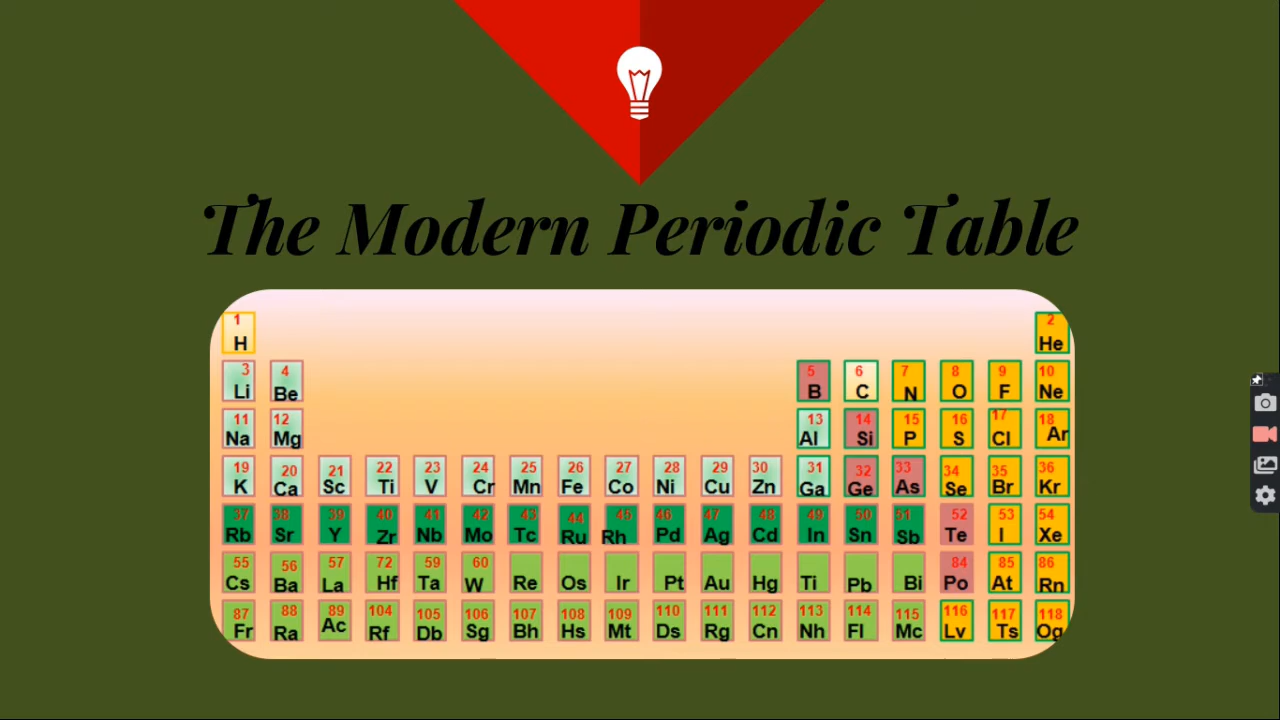 The Modern Periodic Table
1 2
H He
3 4 5 6 7 8 9 10
Li Be B C N O F Ne
11 12 13 14 15 16 17 18
Na Mg Al Si P S Cl Ar
19 20 21 22 23 24 25 26 27 28 29 30 31 32 33 34 35 36
K Ca Sc Ti V Cr Mn Fe Co Ni Cu Zn Ga Ge As Se Br Kr
37 38 39 40 41 42 43 44 45 46 47 48 49 50 51 52 53 54
Rb Sr Y Zr Nb Mo Tc Ru Rh Pd Ag Cd In Sn Sb Te I Xe
55 56 57 72 59 60 84 85 86
Cs Ba La Hf Ta W Re Os Ir Pt Au Hg Ti Pb Bi Po At Rn
87 88 89 104 105 106 107 108 109 110 111 112 113 114 115 116 117 118
Fr Ra Ac Rf Db Sg Bh Hs Mt Ds Rg Cn Nh Fl Mc Lv Ts Og